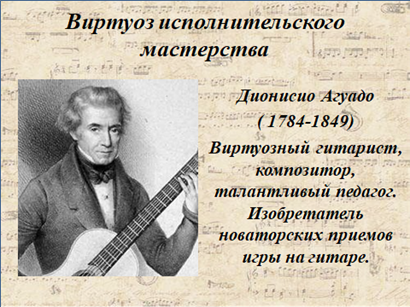 Виртуоз исполнительского
мастерства
Дионисио Агуадо
( 1784-1849)
Виртуозный гитарист,
композитор,
талантливый педагог.
Изобретатель
новаторских приемов
игры на гитаре.